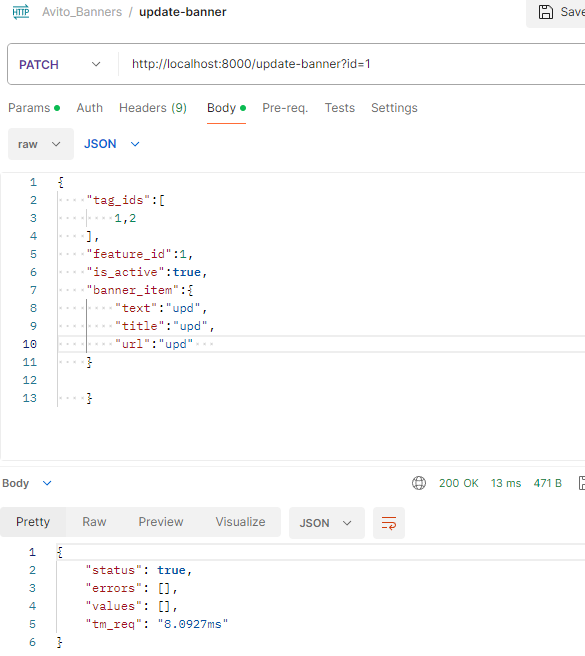 HTTP Avito_Banners / update-banner Save
PATCH http://localhost:8000/update-banner?id=1
Params Auth Headers (9) Body Pre-req. Tests Settings
raw JSON
1 {
2 "tag_ids":[
3 1,2
4 ],
5 "feature_id":1,
6 "is_active":true,
7 "banner_item":{
8 "text":"upd",
9 "title":"upd",
10 "url":"upd"
11 }
12
13 }
Body 200 OK 13 ms 471 B
Pretty Raw Preview Visualize JSON
1 {
2 "status": true,
3 "errors": [],
4 "values": [],
5 "tm_req": "8.0927ms"
6 }